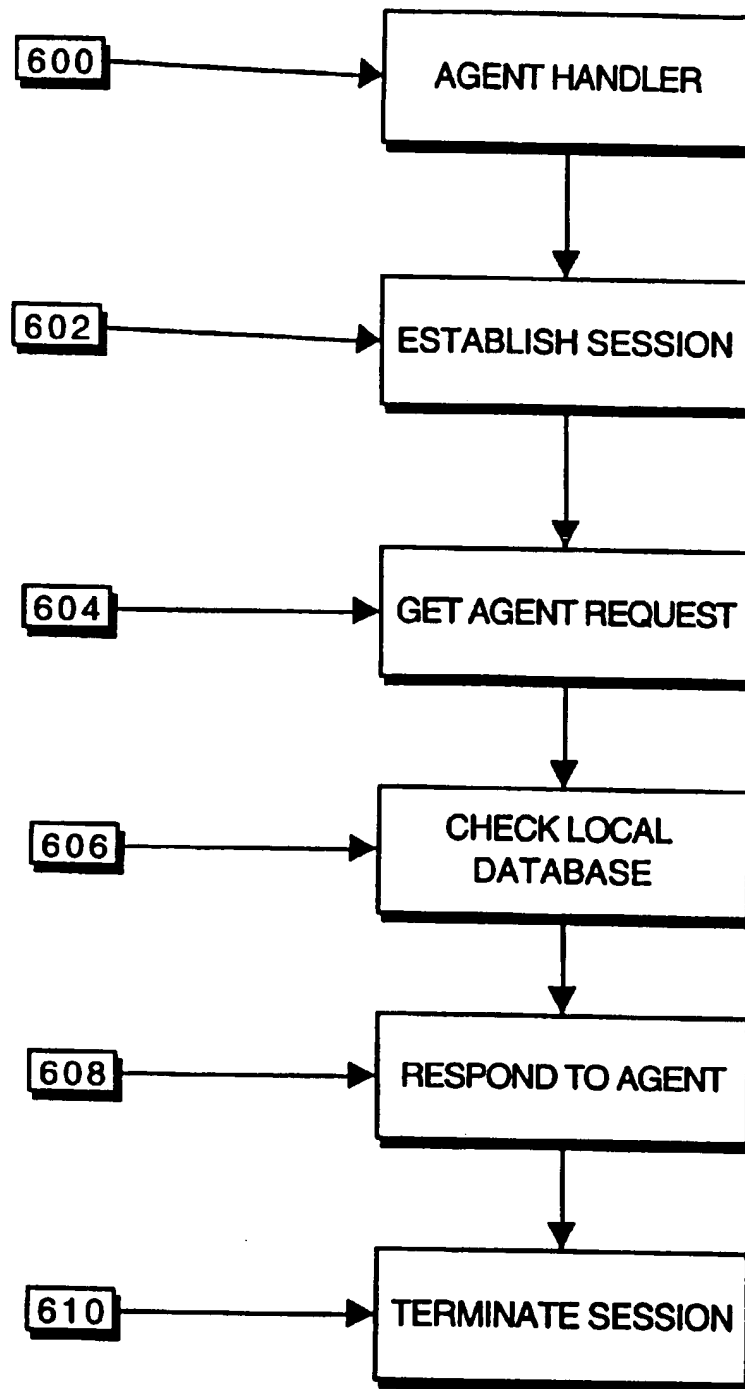 600
AGENT HANDLER
602
ESTABLISH SESSION
604
GET AGENT REQUEST
606
CHECK LOCAL
DATABASE
608
RESPOND TO AGENT
610
TERMINATE SESSION